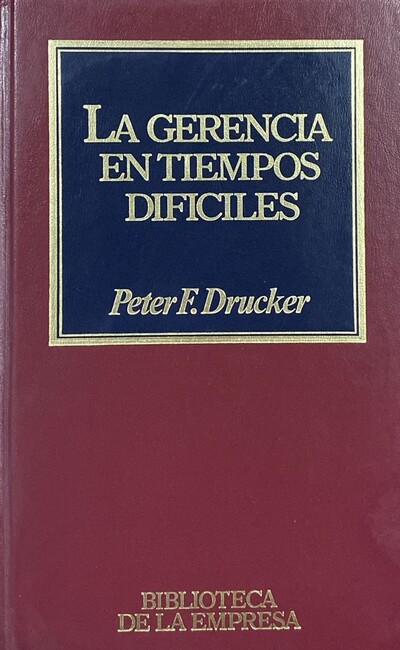 LA GERENCIA
EN TIEMPOS
DIFICILES
Peter F. Drucker
BIBLIOTECA
DE LA EMPRESA